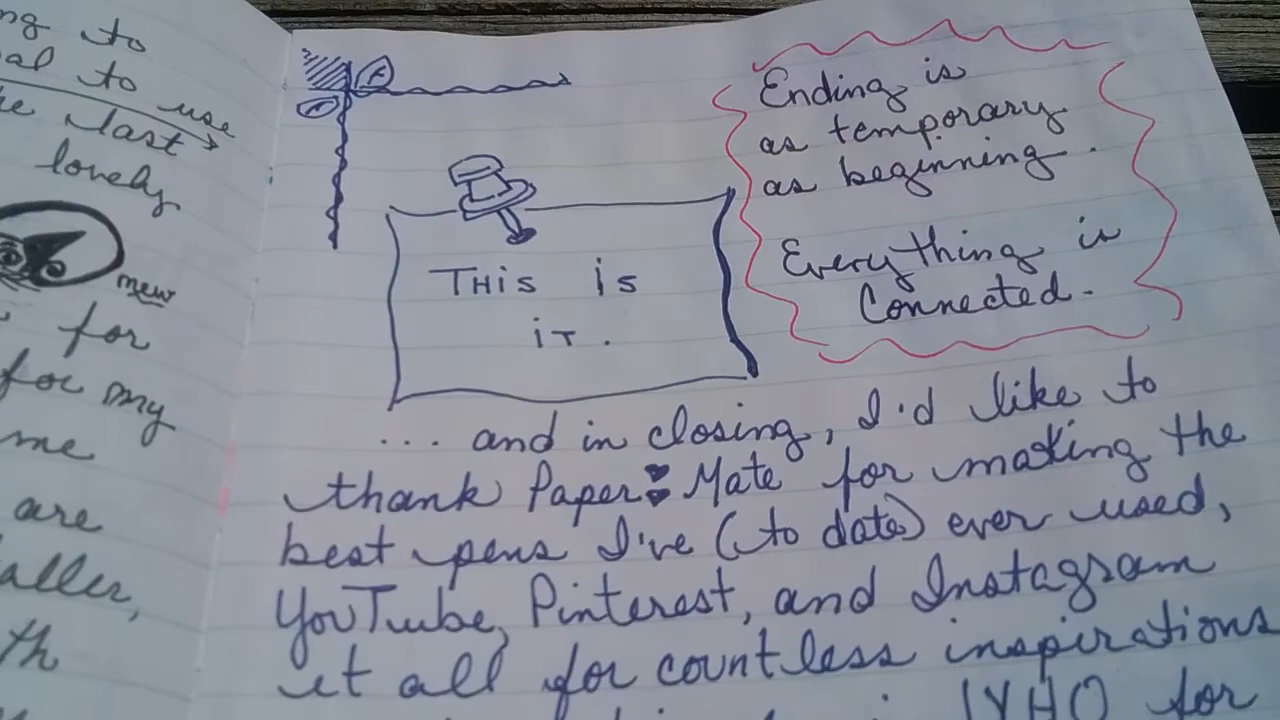 ng to
al to use
he last
lovely
mew
for
for my
me
are
aller,
th
Ending is
as temporary
as beginning.
Everything is
Connected.
THis is
iT.
... and in closing, I'd like to
thank Paper Mate for making the
best pens I've (to date) ever used,
YouTube, Pinterest, and Instagram
et all for countless inspirations
for